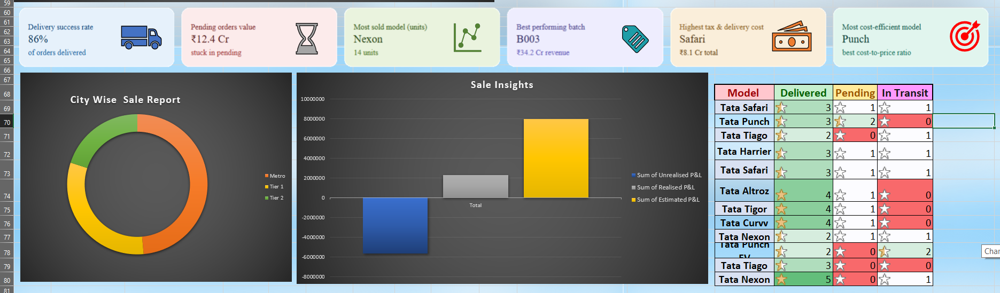 59
60
61
62
63
64
65
66
67
68
69
70
71
72
73
74
75
76
77
78
79
80
81
Delivery success rate
86%
of orders delivered
Pending orders value
₹12.4 Cr
stuck in pending
Most sold model (units)
Nexon
14 units
Best performing batch
B003
₹34.2 Cr revenue
Highest tax & delivery cost
Safari
₹8.1 Cr total
Most cost-efficient model
Punch
best cost-to-price ratio
City Wise Sale Report
Metro
Tier 1
Tier 2
Sale Insights
10000000
8000000
6000000
4000000
2000000
0
-2000000
-4000000
-6000000
-8000000
Total
Sum of Unrealised P&L
Sum of Realised P&L
Sum of Estimated P&L
Model Delivered Pending In Transit
Tata Safari 3 1 1
Tata Punch 3 2 0
Tata Tiago 2 0 1
Tata Harrier 3 1 1
Tata Safari 3 1 1
Tata Altroz 4 1 0
Tata Tigor 4 1 0
Tata Curvv 4 1 0
Tata Nexon 2 1 1
Tata Punch
EV 2 0 2
Tata Tiago 3 0 0
Tata Nexon 5 0 1
Char